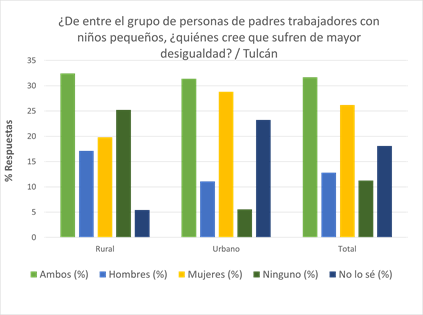 ¿De entre el grupo de personas de padres trabajadores con
niños pequeños, ¿quiénes cree que sufren de mayor
desigualdad? / Tulcán
% Respuestas
35
30
25
20
15
10
5
0
Rural Urbano Total
Ambos (%) Hombres (%) Mujeres (%) Ninguno (%) No lo sé (%)